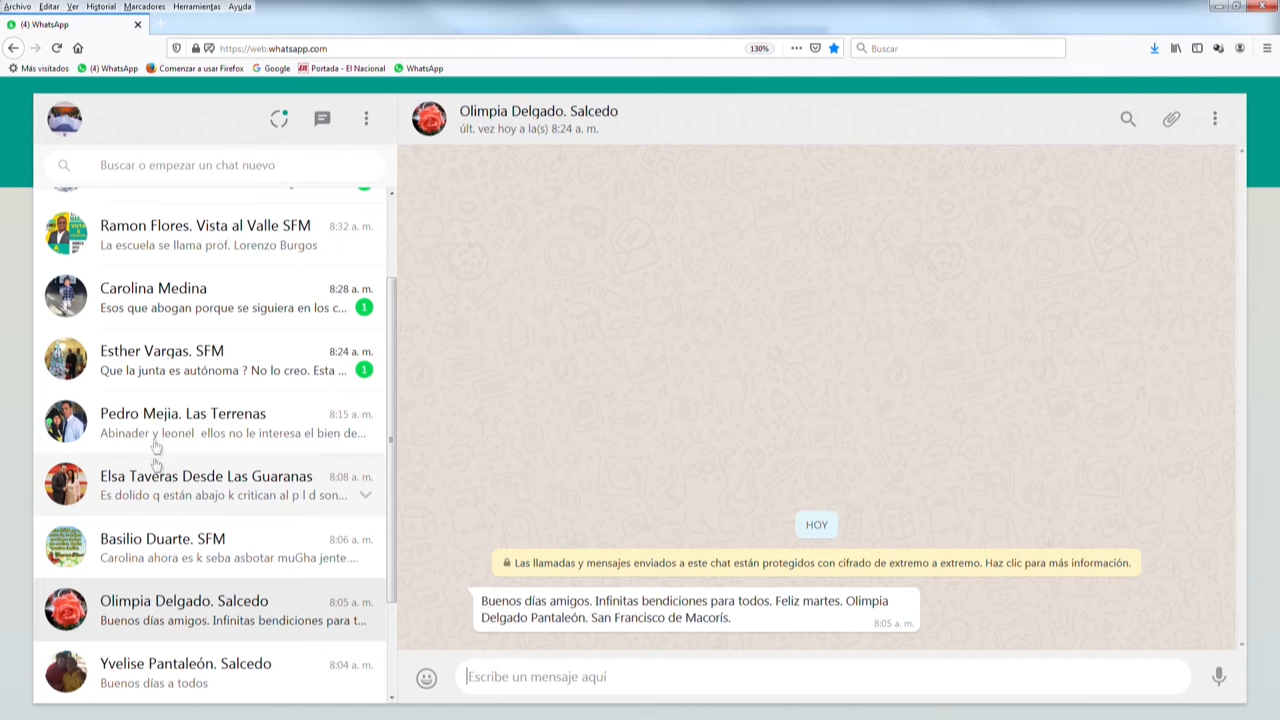 Archivo Editar Ver Historial Marcadores Herramientas Ayuda
(4) WhatsApp
https://web.whatsapp.com
130%
Buscar
Más visitados (4) WhatsApp Comenzar a usar Firefox Google Portada - El Nacional WhatsApp
Olimpia Delgado. Salcedo
últ. vez hoy a la(s) 8:24 a. m.
Buscar o empezar un chat nuevo
Ramon Flores. Vista al Valle SFM 8:32 a. m.
La escuela se llama prof. Lorenzo Burgos
Carolina Medina 8:28 a. m.
Esos que abogan porque se siguiera en los c... 1
Esther Vargas. SFM 8:24 a. m.
Que la junta es autónoma ? No lo creo. Esta ... 1
Pedro Mejia. Las Terrenas 8:15 a. m.
Abinader y leonel ellos no le interesa el bien de...
Elsa Taveras Desde Las Guaranas 8:08 a. m.
Es dolido q están abajo k critican al p l d son...
Basilio Duarte. SFM 8:06 a. m.
Carolina ahora es k seba asbotar muGha jente...
Olimpia Delgado. Salcedo 8:05 a. m.
Buenos días amigos. Infinitas bendiciones para t...
Yvelise Pantaleón. Salcedo 8:04 a. m.
Buenos días a todos
HOY
Las llamadas y mensajes enviados a este chat están protegidos con cifrado de extremo a extremo. Haz clic para más información.
Buenos días amigos. Infinitas bendiciones para todos. Feliz martes. Olimpia
Delgado Pantaleón. San Francisco de Macorís.
8:05 a. m.
Escribe un mensaje aquí